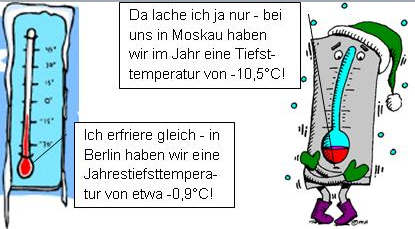 Da lache ich ja nur - bei
uns in Moskau haben
wir im Jahr eine Tiefst-
temperatur von -10,5°C!
Ich erfriere gleich - in
Berlin haben wir eine
Jahrestiefsttempera-
tur von etwa -0,9°C!